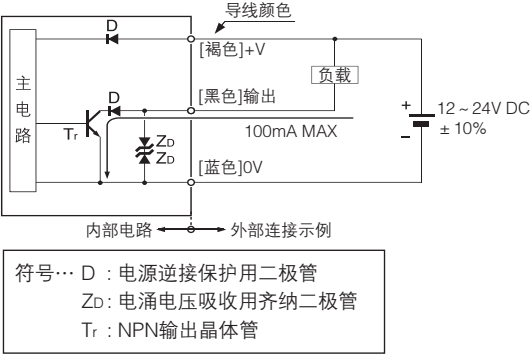 导线颜色
D
[褐色]+V
负载
主电路
D
[黑色]输出
Tr
ZD
ZD
100mA MAX
+
12~24V DC
±10%
−
[蓝色]0V
内部电路
外部连接示例
符号… D : 电源逆接保护用二极管
ZD : 电涌电压吸收用齐纳二极管
Tr : NPN输出晶体管